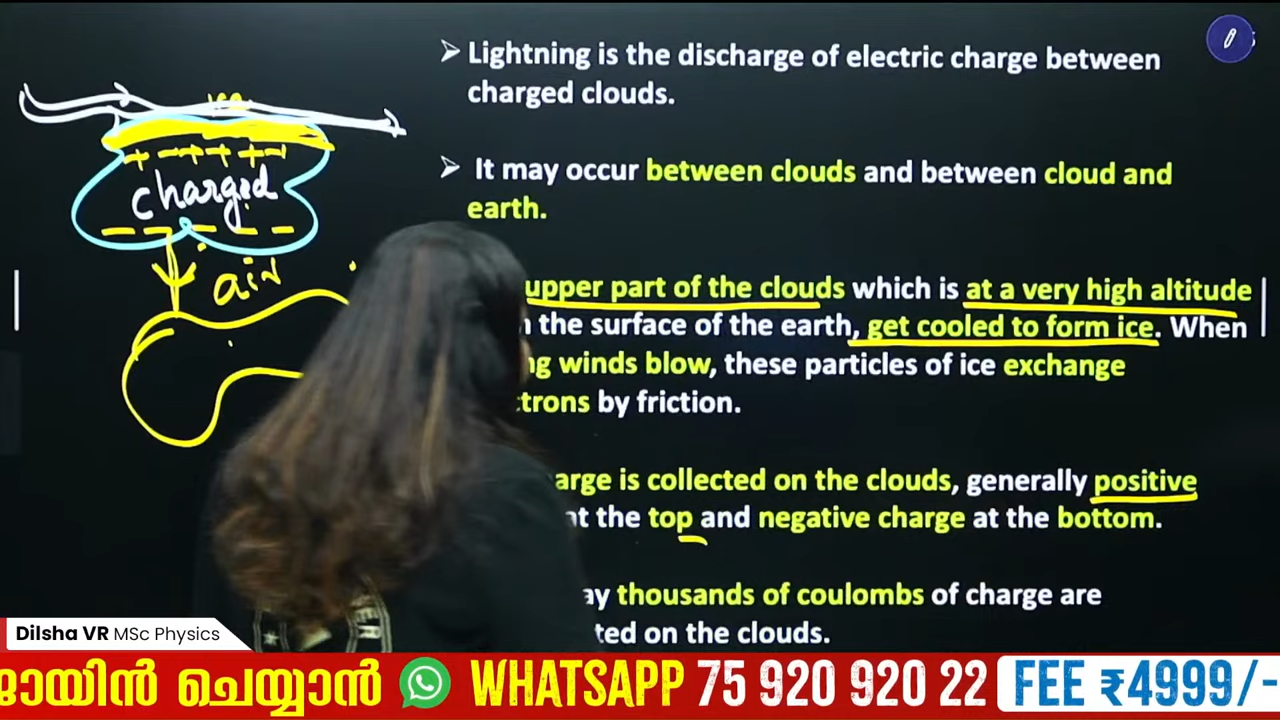 Lightning is the discharge of electric charge between
charged clouds.
It may occur between clouds and between cloud and
earth.
upper part of the clouds which is at a very high altitude
the surface of the earth, get cooled to form ice. When
winds blow, these particles of ice exchange
by friction.
is collected on the clouds, generally positive
the top and negative charge at the bottom.
thousands of coulombs of charge are
on the clouds.
ice
+ - + + + -
charged
- - - - -
air
Dilsha VR MSc Physics
ജോയിൻ ചെയ്യാൻ WHATSAPP 75 920 920 22 FEE ₹4999/-